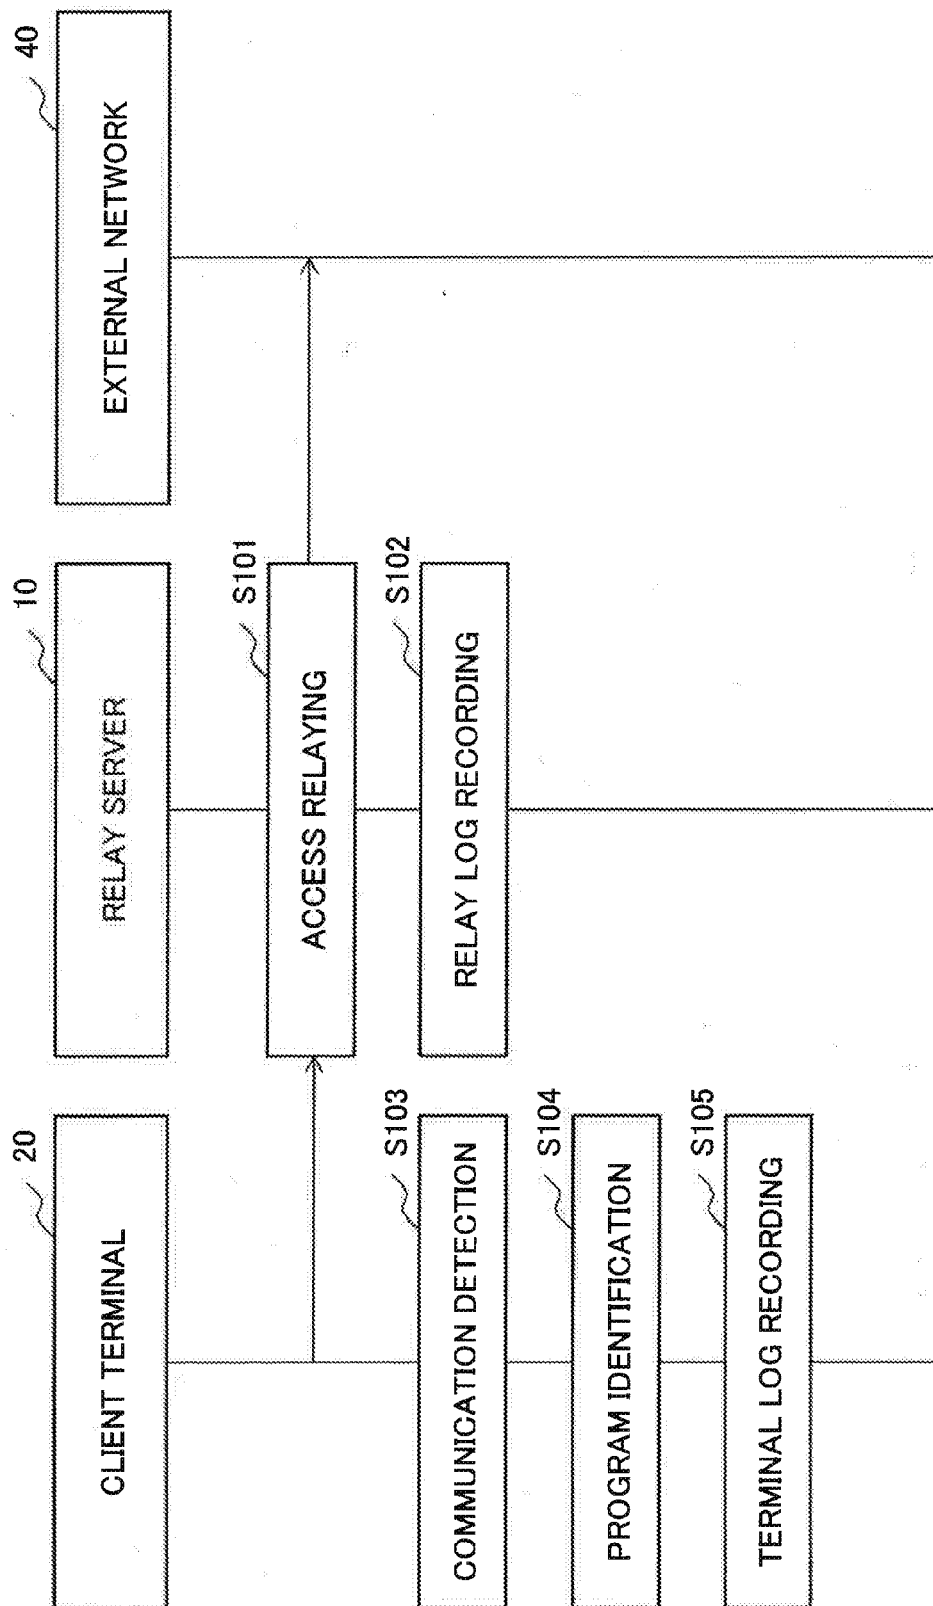 20
10
40
CLIENT TERMINAL
RELAY SERVER
EXTERNAL NETWORK
S101
ACCESS RELAYING
S103
S102
COMMUNICATION DETECTION
RELAY LOG RECORDING
S104
PROGRAM IDENTIFICATION
S105
TERMINAL LOG RECORDING